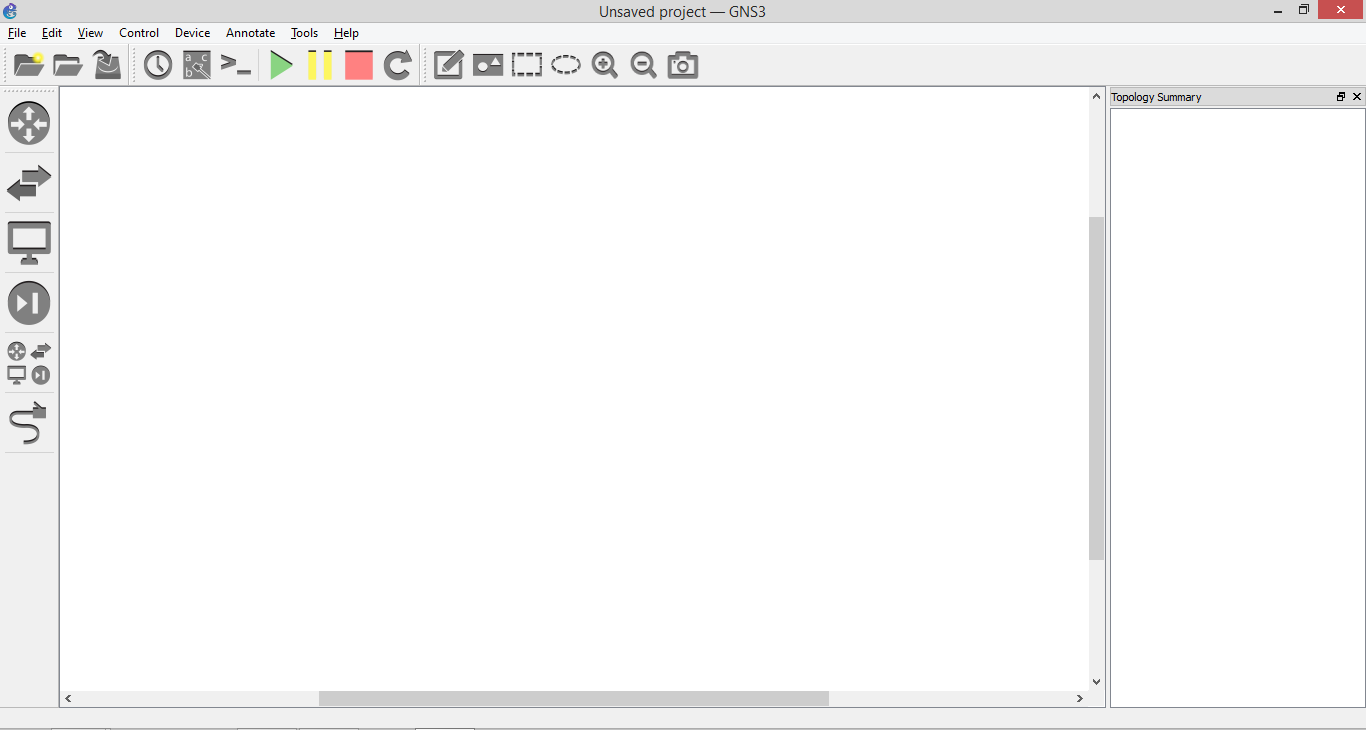 Unsaved project — GNS3
File Edit View Control Device Annotate Tools Help
a c
b
>_
Topology Summary